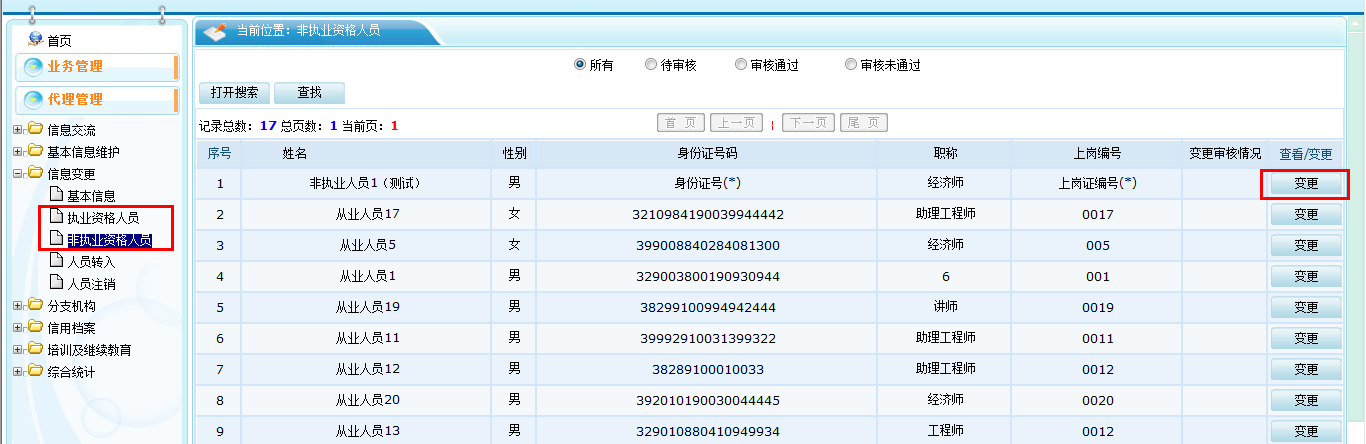 首页
业务管理
代理管理
信息交流
基本信息维护
信息变更
基本信息
执业资格人员
非执业资格人员
人员转入
人员注销
分支机构
信用档案
培训及继续教育
综合统计
当前位置：非执业资格人员
所有 待审核 审核通过 审核未通过
打开搜索 查找
记录总数：17 总页数：1 当前页：1 首 页 上一页 ¦ 下一页 尾 页
序号 姓名 性别 身份证号码 职称 上岗编号 变更审核情况 查看/变更
1 非执业人员1（测试） 男 身份证号(*) 经济师 上岗证编号(*) 变更
2 从业人员17 女 3210984190039944442 助理工程师 0017 变更
3 从业人员5 女 399008840284081300 经济师 005 变更
4 从业人员1 男 329003800190930944 6 001 变更
5 从业人员19 男 38299100994942444 讲师 0019 变更
6 从业人员11 男 39992910031399322 助理工程师 0011 变更
7 从业人员12 男 38289100010033 助理工程师 0012 变更
8 从业人员20 男 392010190030044445 经济师 0020 变更
9 从业人员13 男 329010880410949934 工程师 0012 变更